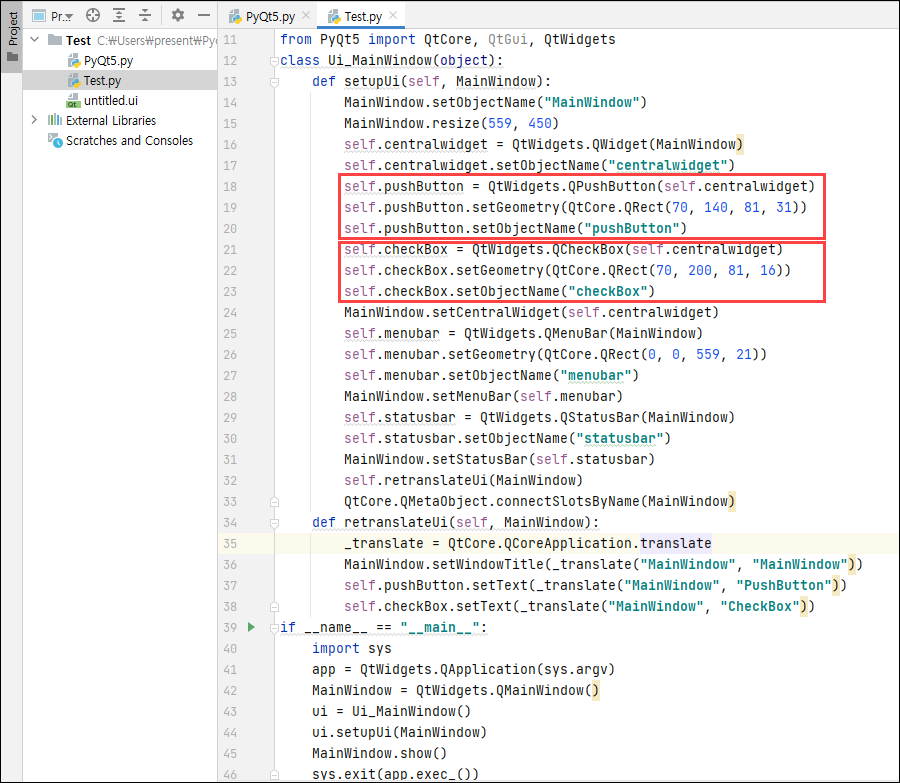 Project
Pr...
Test C:₩Users₩present₩Py
PyQt5.py
Test.py
untitled.ui
External Libraries
Scratches and Consoles
PyQt5.py
Test.py
11 from PyQt5 import QtCore, QtGui, QtWidgets
12 class Ui_MainWindow(object):
13 def setupUi(self, MainWindow):
14 MainWindow.setObjectName("MainWindow")
15 MainWindow.resize(559, 450)
16 self.centralwidget = QtWidgets.QWidget(MainWindow)
17 self.centralwidget.setObjectName("centralwidget")
18 self.pushButton = QtWidgets.QPushButton(self.centralwidget)
19 self.pushButton.setGeometry(QtCore.QRect(70, 140, 81, 31))
20 self.pushButton.setObjectName("pushButton")
21 self.checkBox = QtWidgets.QCheckBox(self.centralwidget)
22 self.checkBox.setGeometry(QtCore.QRect(70, 200, 81, 16))
23 self.checkBox.setObjectName("checkBox")
24 MainWindow.setCentralWidget(self.centralwidget)
25 self.menubar = QtWidgets.QMenuBar(MainWindow)
26 self.menubar.setGeometry(QtCore.QRect(0, 0, 559, 21))
27 self.menubar.setObjectName("menubar")
28 MainWindow.setMenuBar(self.menubar)
29 self.statusbar = QtWidgets.QStatusBar(MainWindow)
30 self.statusbar.setObjectName("statusbar")
31 MainWindow.setStatusBar(self.statusbar)
32 self.retranslateUi(MainWindow)
33 QtCore.QMetaObject.connectSlotsByName(MainWindow)
34 def retranslateUi(self, MainWindow):
35 _translate = QtCore.QCoreApplication.translate
36 MainWindow.setWindowTitle(_translate("MainWindow", "MainWindow"))
37 self.pushButton.setText(_translate("MainWindow", "PushButton"))
38 self.checkBox.setText(_translate("MainWindow", "CheckBox"))
39 if __name__ == "__main__":
40 import sys
41 app = QtWidgets.QApplication(sys.argv)
42 MainWindow = QtWidgets.QMainWindow()
43 ui = Ui_MainWindow()
44 ui.setupUi(MainWindow)
45 MainWindow.show()
46 sys.exit(app.exec_())